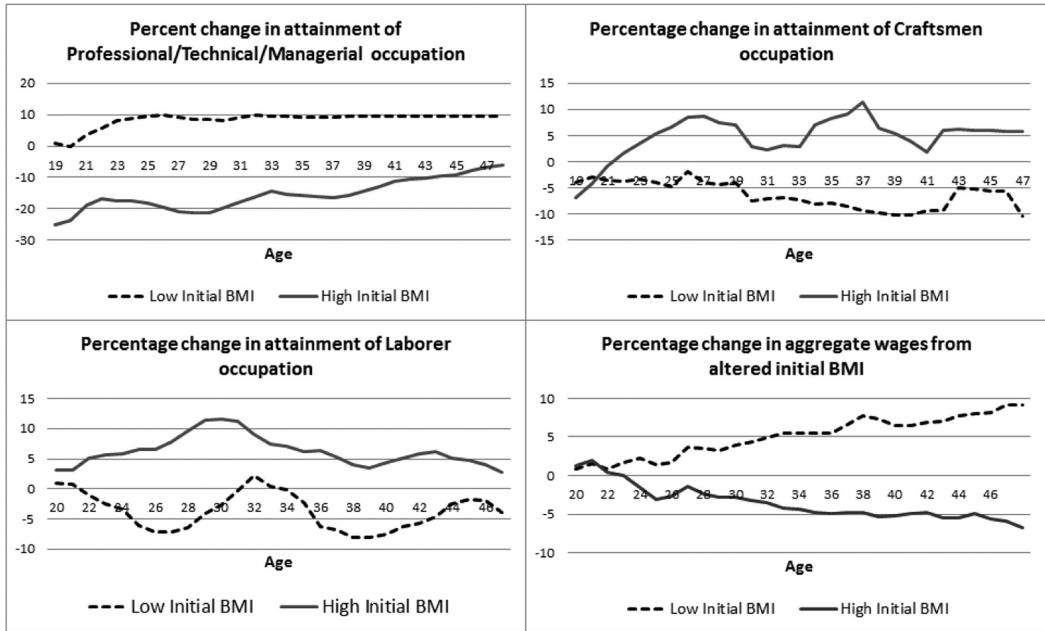 Percent change in attainment of
Professional/Technical/Managerial occupation
20
10
0
-10
-20
-30
19 21 23 25 27 29 31 33 35 37 39 41 43 45 47
Age
Low Initial BMI High Initial BMI
Percentage change in attainment of Craftsmen
occupation
15
10
5
0
-5
-10
-15
19 21 23 25 27 29 31 33 35 37 39 41 43 45 47
Age
Low Initial BMI High Initial BMI
Percentage change in attainment of Laborer
occupation
15
10
5
0
-5
-10
20 22 24 26 28 30 32 34 36 38 40 42 44 46
Age
Low Initial BMI High Initial BMI
Percentage change in aggregate wages from
altered initial BMI
10
5
0
-5
-10
20 22 24 26 28 30 32 34 36 38 40 42 44 46
Age
Low Initial BMI High Initial BMI